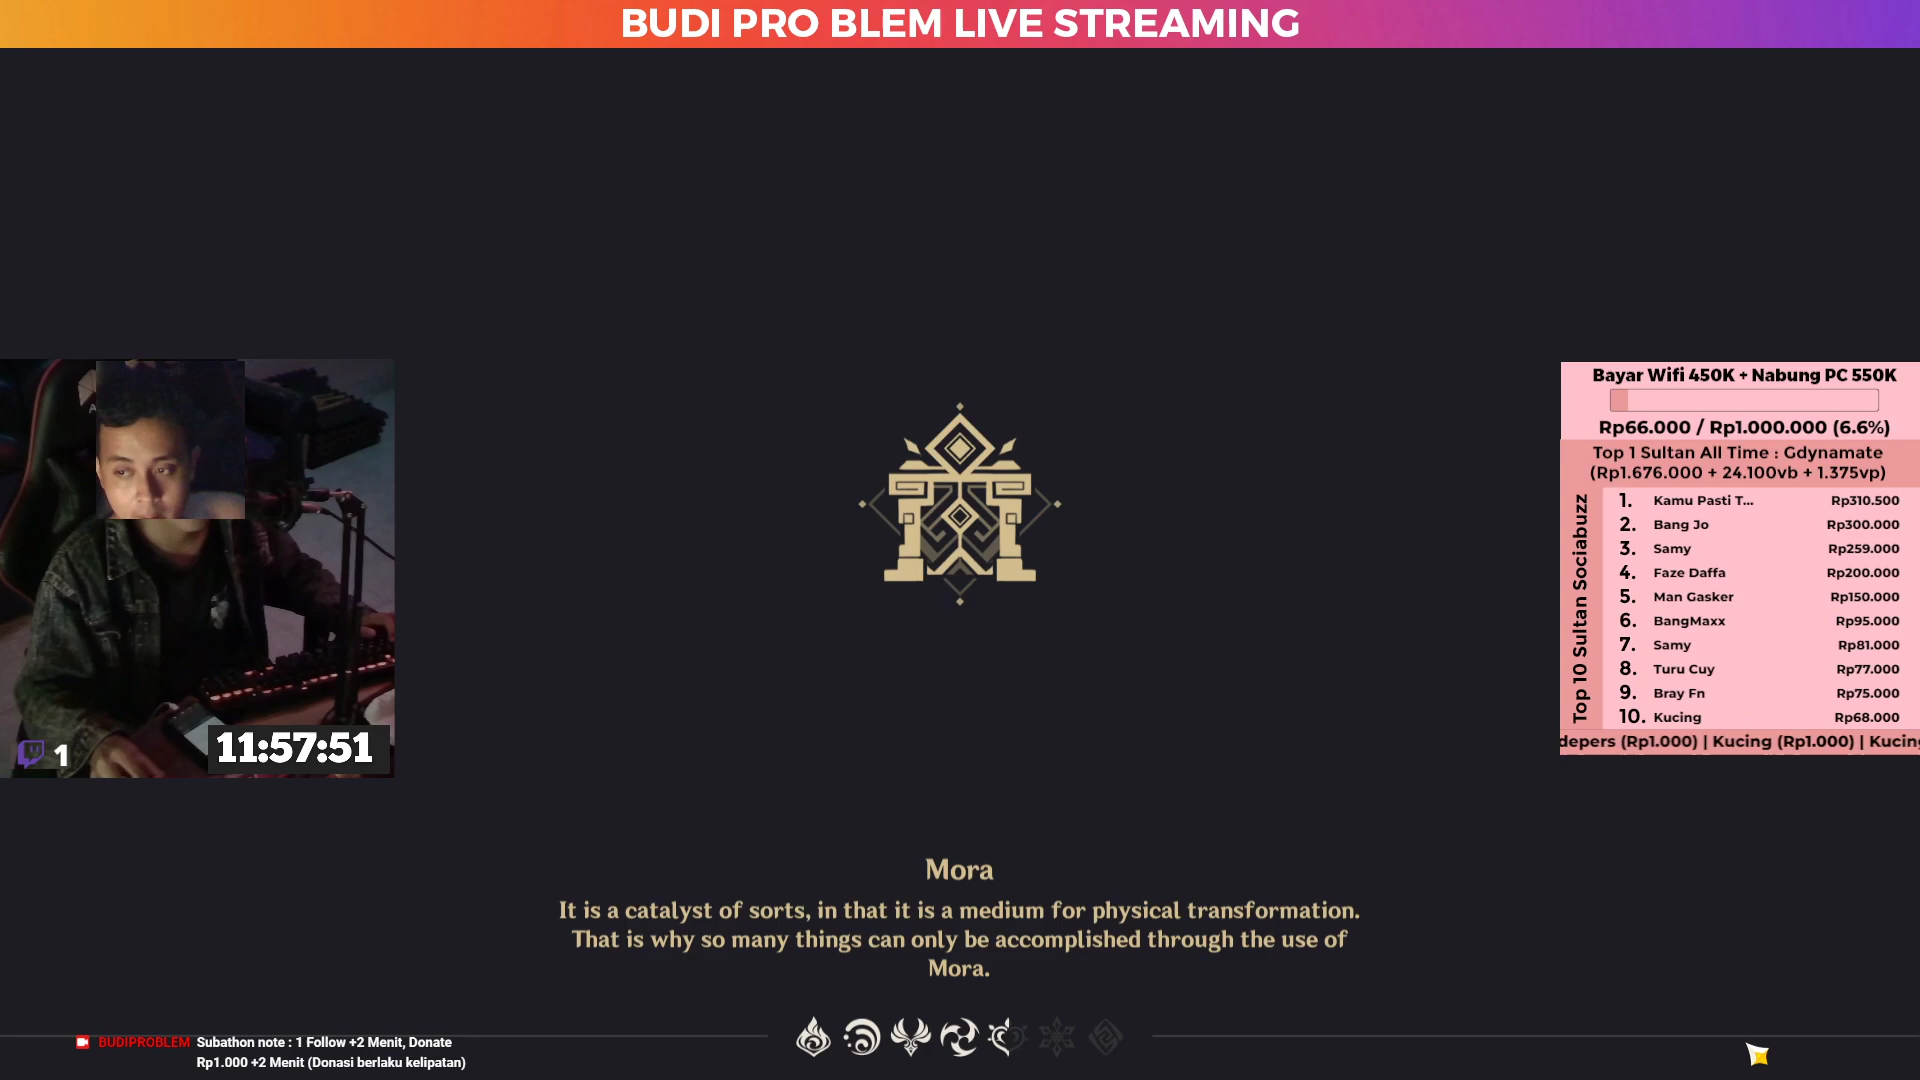 BUDI PRO BLEM LIVE STREAMING
11:57:51
1
Bayar Wifi 450K + Nabung PC 550K
Rp66.000 / Rp1.000.000 (6.6%)
Top 1 Sultan All Time : Gdynamate
(Rp1.676.000 + 24.100vb + 1.375vp)
Top 10 Sultan Sociabuzz
1. Kamu Pasti T... Rp310.500
2. Bang Jo Rp300.000
3. Samy Rp259.000
4. Faze Daffa Rp200.000
5. Man Gasker Rp150.000
6. BangMaxx Rp95.000
7. Samy Rp81.000
8. Turu Cuy Rp77.000
9. Bray Fn Rp75.000
10. Kucing Rp68.000
depers (Rp1.000) | Kucing (Rp1.000) | Kucing
Mora
It is a catalyst of sorts, in that it is a medium for physical transformation.
That is why so many things can only be accomplished through the use of
Mora.
BUDIPROBLEM Subathon note : 1 Follow +2 Menit, Donate
Rp1.000 +2 Menit (Donasi berlaku kelipatan)